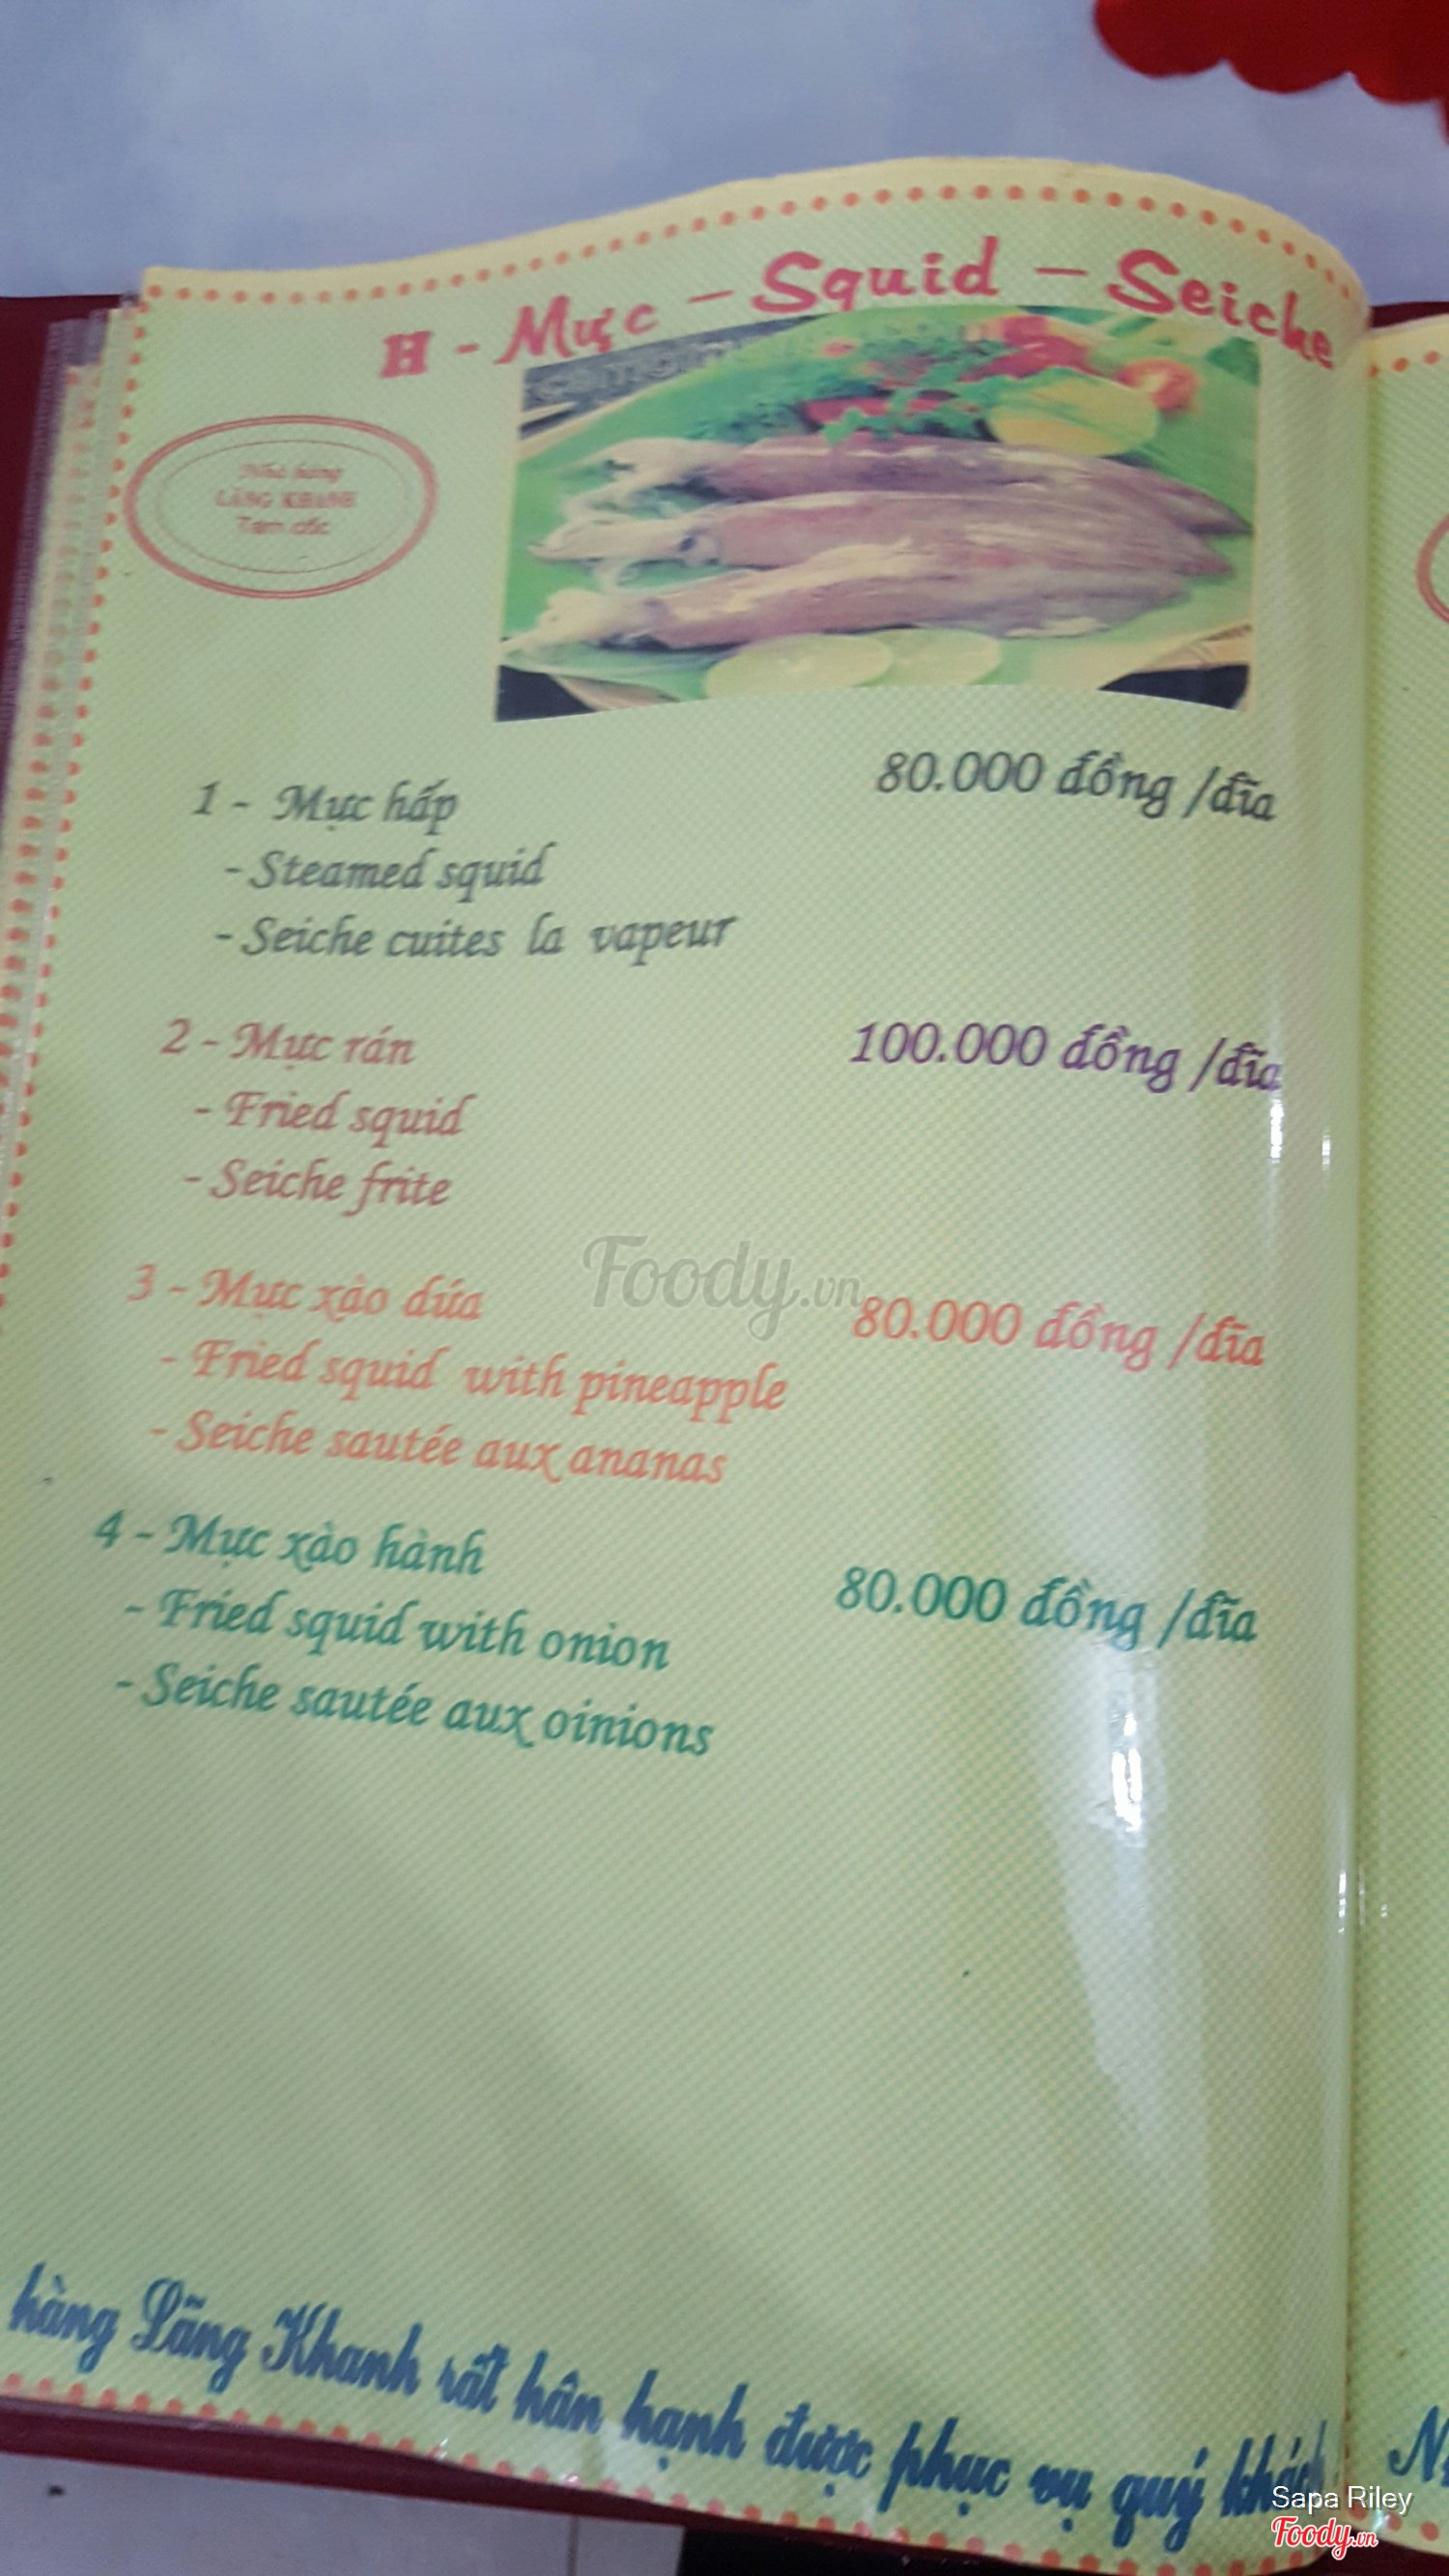 H - Mực - Squid - Seiche
Nhà hàng
LÃNG KHANH
Tam cốc
1 - Mực hấp 80.000 đồng /đĩa
- Steamed squid
- Seiche cuites la vapeur
2 - Mực rán 100.000 đồng /đĩa
- Fried squid
- Seiche frite
Foody.vn
3 - Mực xào dứa 80.000 đồng /đĩa
- Fried squid with pineapple
- Seiche sautée aux ananas
4 - Mực xào hành 80.000 đồng /đĩa
- Fried squid with onion
- Seiche sautée aux oinions
hàng Lãng Khanh rất hân hạnh được phục vụ quý khách
Sapa Riley
Foody.vn